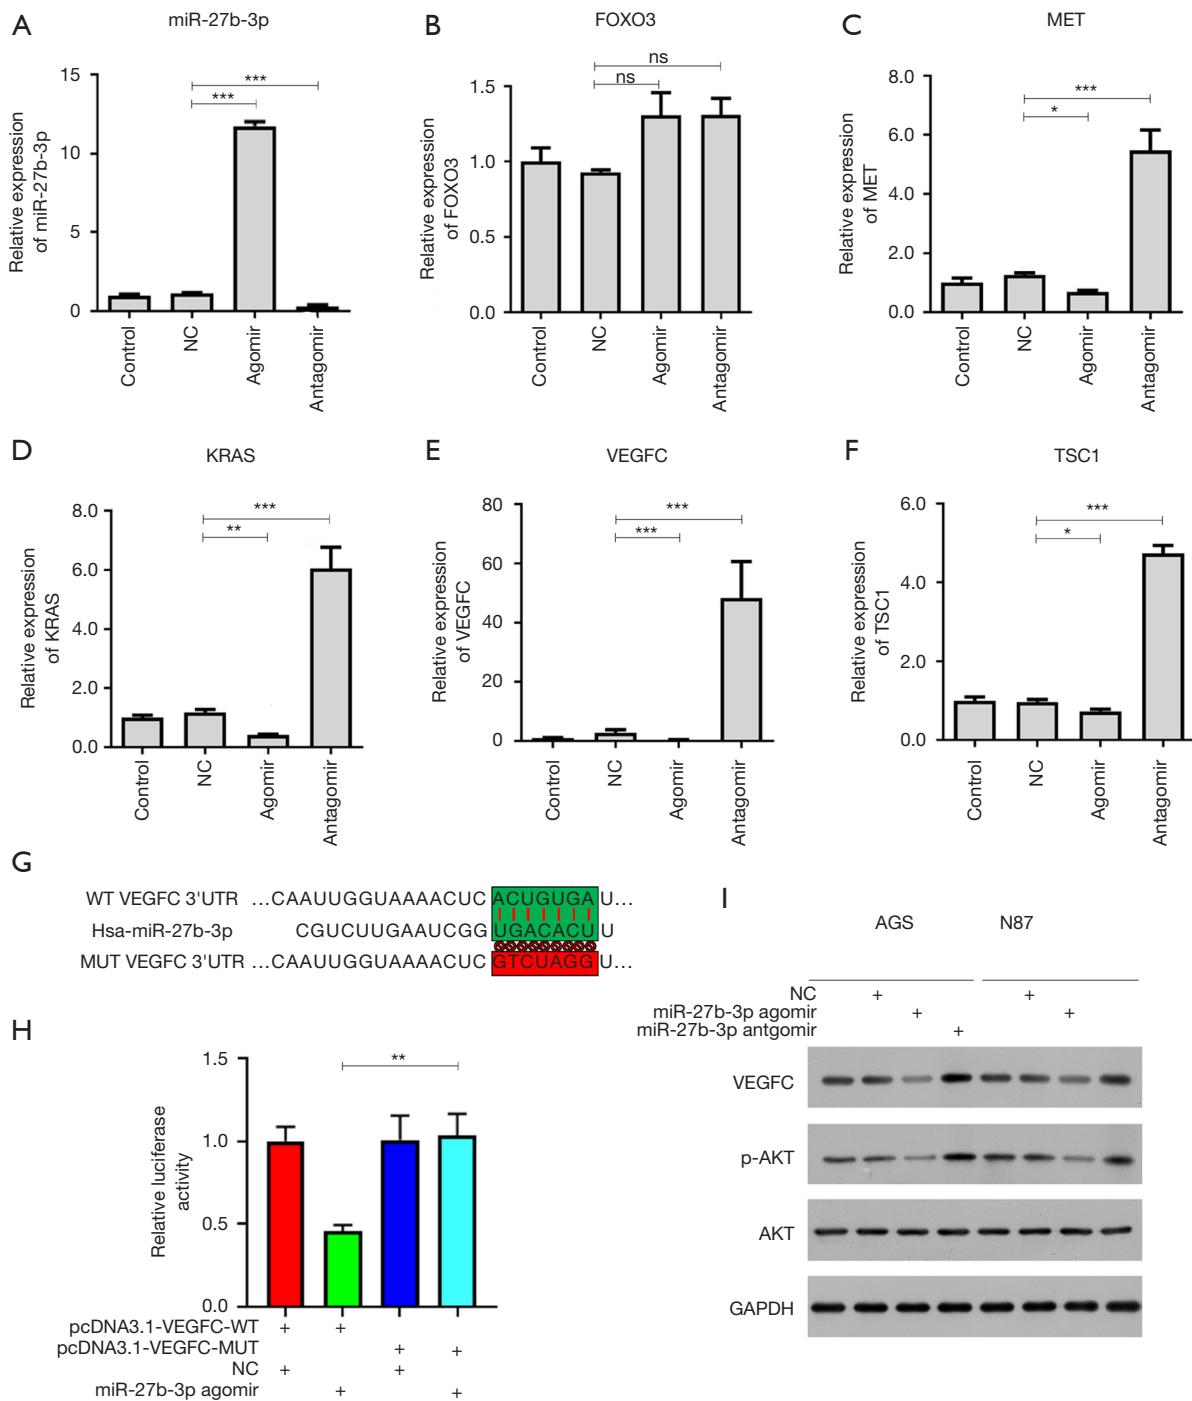 A
miR-27b-3p
Relative expression
of miR-27b-3p
15
10
5
0
***
***
Control
NC
Agomir
Antagomir
B
FOXO3
Relative expression
of FOXO3
1.5
1.0
0.5
0.0
ns
ns
Control
NC
Agomir
Antagomir
C
MET
Relative expression
of MET
8.0
6.0
4.0
2.0
0.0
***
*
Control
NC
Agomir
Antagomir
D
KRAS
Relative expression
of KRAS
8.0
6.0
4.0
2.0
0.0
***
**
Control
NC
Agomir
Antagomir
E
VEGFC
Relative expression
of VEGFC
80
60
40
20
0
***
***
Control
NC
Agomir
Antagomir
F
TSC1
Relative expression
of TSC1
6.0
4.0
2.0
0.0
***
*
Control
NC
Agomir
Antagomir
G
WT VEGFC 3'UTR ...CAAUUGGUAAAACUC ACUGUGA U...
Hsa-miR-27b-3p CGUCUUGAAUCGG UGACACU U
MUT VEGFC 3'UTR ...CAAUUGGUAAAACUC GTCUAGG U...
H
Relative luciferase
activity
1.5
1.0
0.5
0.0
**
pcDNA3.1-VEGFC-WT + +
pcDNA3.1-VEGFC-MUT + +
NC + +
miR-27b-3p agomir + +
I
AGS N87
NC + +
miR-27b-3p agomir + +
miR-27b-3p antgomir +
VEGFC
p-AKT
AKT
GAPDH